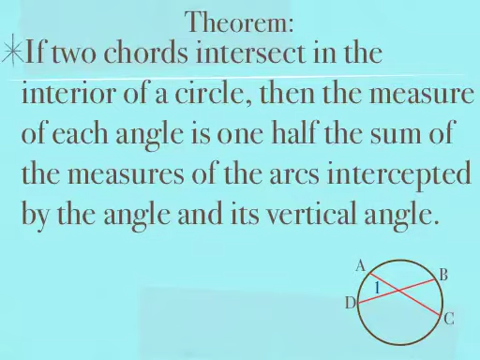 Theorem:
If two chords intersect in the
interior of a circle, then the measure
of each angle is one half the sum of
the measures of the arcs intercepted
by the angle and its vertical angle.
A
B
1
D
C